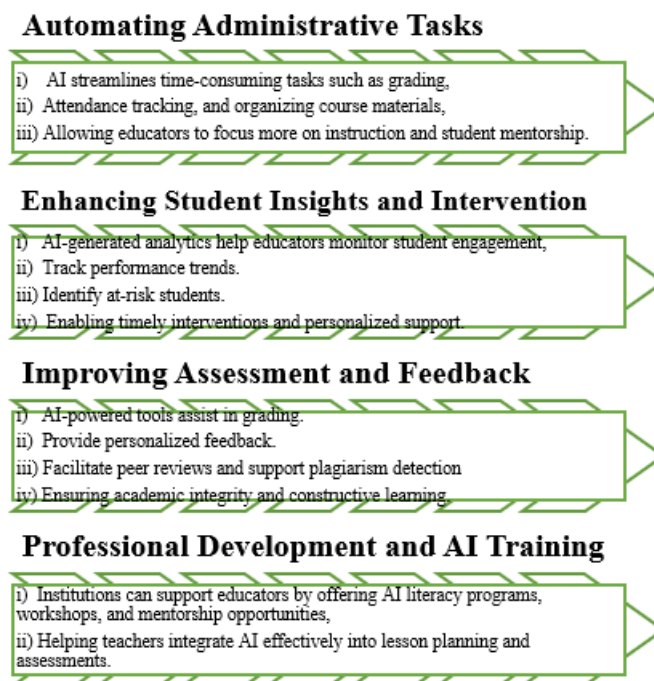 Automating Administrative Tasks
i) AI streamlines time-consuming tasks such as grading,
ii) Attendance tracking, and organizing course materials,
iii) Allowing educators to focus more on instruction and student mentorship.
Enhancing Student Insights and Intervention
i) AI-generated analytics help educators monitor student engagement,
ii) Track performance trends.
iii) Identify at-risk students.
iv) Enabling timely interventions and personalized support.
Improving Assessment and Feedback
i) AI-powered tools assist in grading.
ii) Provide personalized feedback.
iii) Facilitate peer reviews and support plagiarism detection
iv) Ensuring academic integrity and constructive learning.
Professional Development and AI Training
i) Institutions can support educators by offering AI literacy programs,
workshops, and mentorship opportunities,
ii) Helping teachers integrate AI effectively into lesson planning and
assessments.